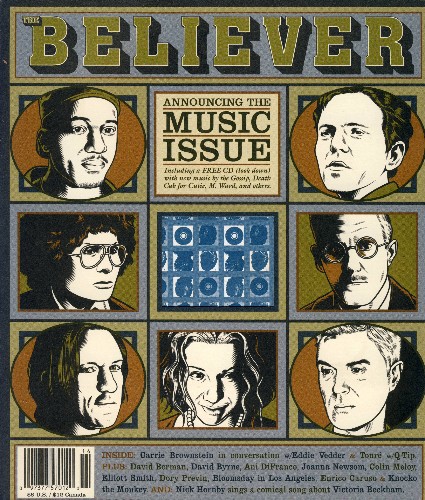 THE
BELIEVER
ANNOUNCING THE
MUSIC
ISSUE
Including a FREE CD (look down)
with new music by the Gossip, Death
Cab for Cutie, M. Ward, and others.
INSIDE: Carrie Brownstein in conversation w/Eddie Vedder & Touré w/Q-Tip.
PLUS: David Berman, David Byrne, Ani DiFranco, Joanna Newsom, Colin Meloy,
Elliott Smith, Dory Previn, Bloomsday in Los Angeles, Enrico Caruso & Knocko
the Monkey. AND: Nick Hornby sings a comical song about Victoria Beckham.
$8 U.S. / $10 Canada